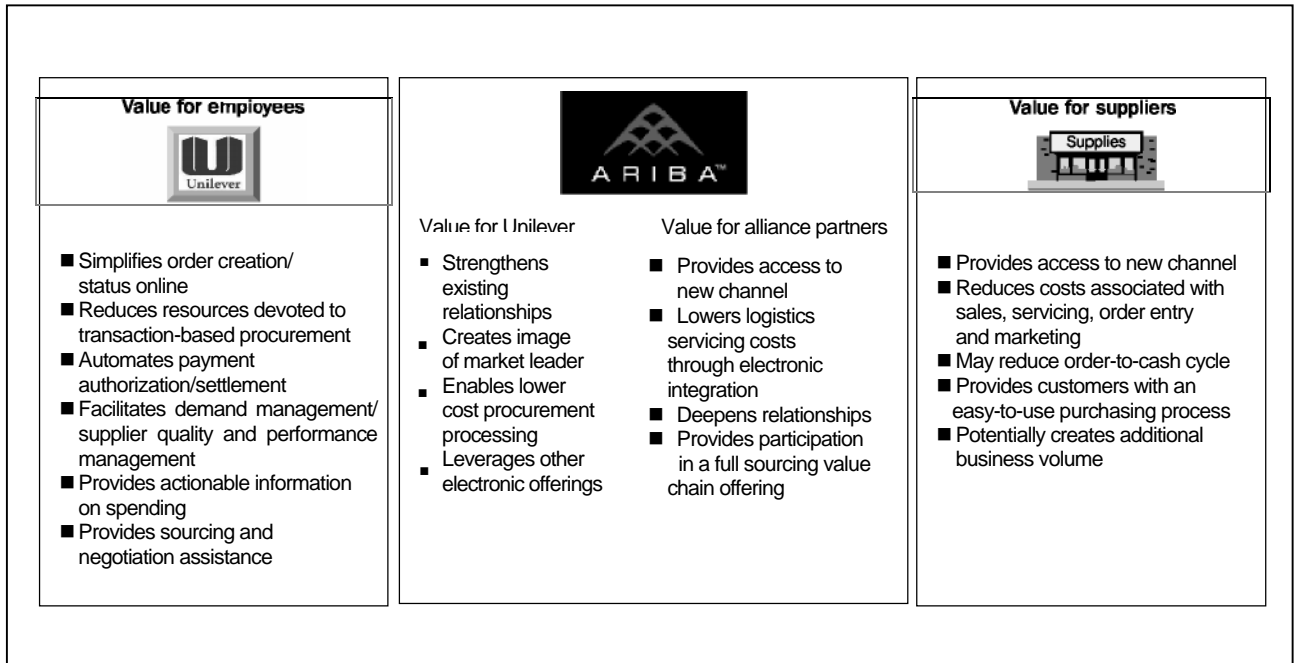 Value for employees
Unilever
■ Simplifies order creation/
status online
■ Reduces resources devoted to
transaction-based procurement
■ Automates payment
authorization/settlement
■ Facilitates demand management/
supplier quality and performance
management
■ Provides actionable information
on spending
■ Provides sourcing and
negotiation assistance
ARIBA™
Value for Unilever
▪ Strengthens
existing
relationships
▪ Creates image
of market leader
▪ Enables lower
cost procurement
processing
▪ Leverages other
electronic offerings
Value for alliance partners
■ Provides access to
new channel
■ Lowers logistics
servicing costs
through electronic
integration
■ Deepens relationships
■ Provides participation
in a full sourcing value
chain offering
Value for suppliers
Supplies
■ Provides access to new channel
■ Reduces costs associated with
sales, servicing, order entry
and marketing
■ May reduce order-to-cash cycle
■ Provides customers with an
easy-to-use purchasing process
■ Potentially creates additional
business volume